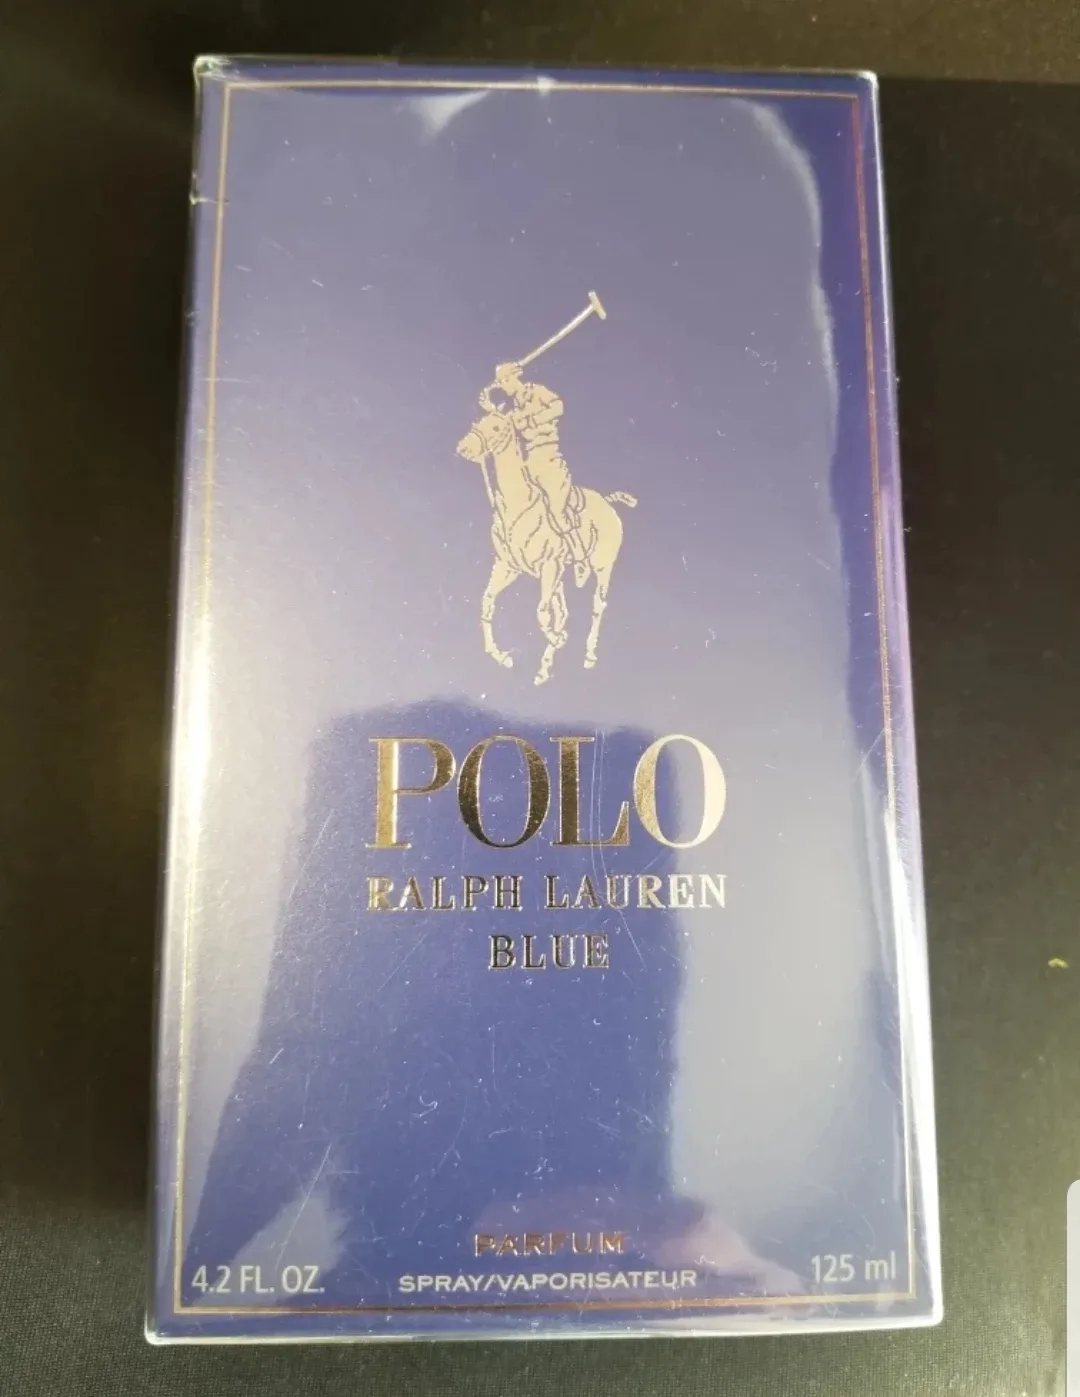 POLO
RALPH LAUREN
BLUE
PARFUM
4.2 FL. OZ. SPRAY/VAPORISATEUR 125 ml